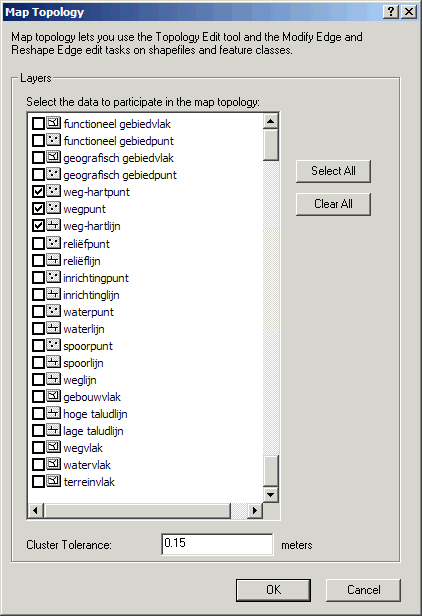 Map Topology
Map topology lets you use the Topology Edit tool and the Modify Edge and
Reshape Edge edit tasks on shapefiles and feature classes.
Layers
Select the data to participate in the map topology:
functioneel gebiedvlak
functioneel gebiedpunt
geografisch gebiedvlak
geografisch gebiedpunt
weg-hartpunt
wegpunt
weg-hartlijn
reliëfpunt
reliëflijn
inrichtingpunt
inrichtinglijn
waterpunt
waterlijn
spoorpunt
spoorlijn
weglijn
gebouwvlak
hoge taludlijn
lage taludlijn
wegvlak
watervlak
terreinvlak
Select All
Clear All
Cluster Tolerance: 0.15 meters
OK Cancel